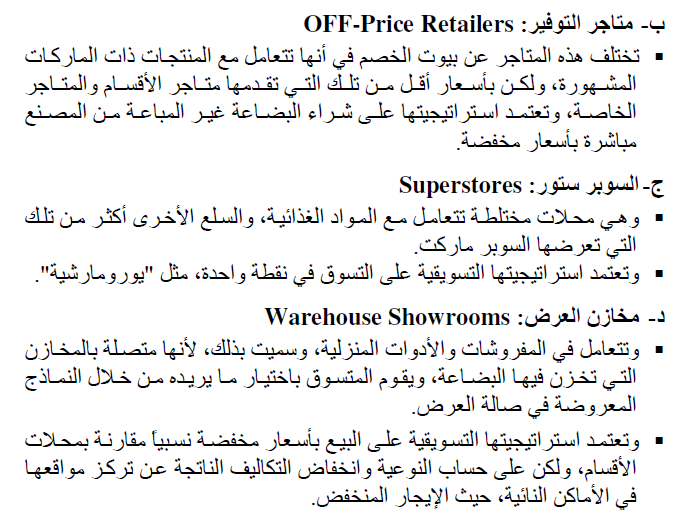 ب- متاجر التوفير: OFF-Price Retailers
▪ تختلف هذه المتاجر عن بيوت الخصم في أنها تتعامل مع المنتجات ذات الماركات
المشهورة، ولكن بأسعار أقل من تلك التي تقدمها متاجر الأقسام والمتاجر
الخاصة، وتعتمد استراتيجيتها على شراء البضاعة غير المباعة من المصنع
مباشرة بأسعار مخفضة.
ج- السوبر ستور: Superstores
▪ وهي محلات مختلطة تتعامل مع المواد الغذائية، والسلع الأخرى أكثر من تلك
التي تعرضها السوبر ماركت.
▪ وتعتمد استراتيجيتها التسويقية على التسوق في نقطة واحدة، مثل "يورومارشية".
د- مخازن العرض: Warehouse Showrooms
▪ وتتعامل في المفروشات والأدوات المنزلية، وسميت بذلك، لأنها متصلة بالمخازن
التي تخزن فيها البضاعة، ويقوم المتسوق باختيار ما يريده من خلال النماذج
المعروضة في صالة العرض.
▪ وتعتمد استراتيجيتها التسويقية على البيع بأسعار مخفضة نسبياً مقارنة بمحلات
الأقسام، ولكن على حساب النوعية وانخفاض التكاليف الناتجة عن تركز مواقعها
في الأماكن النائية، حيث الإيجار المنخفض.